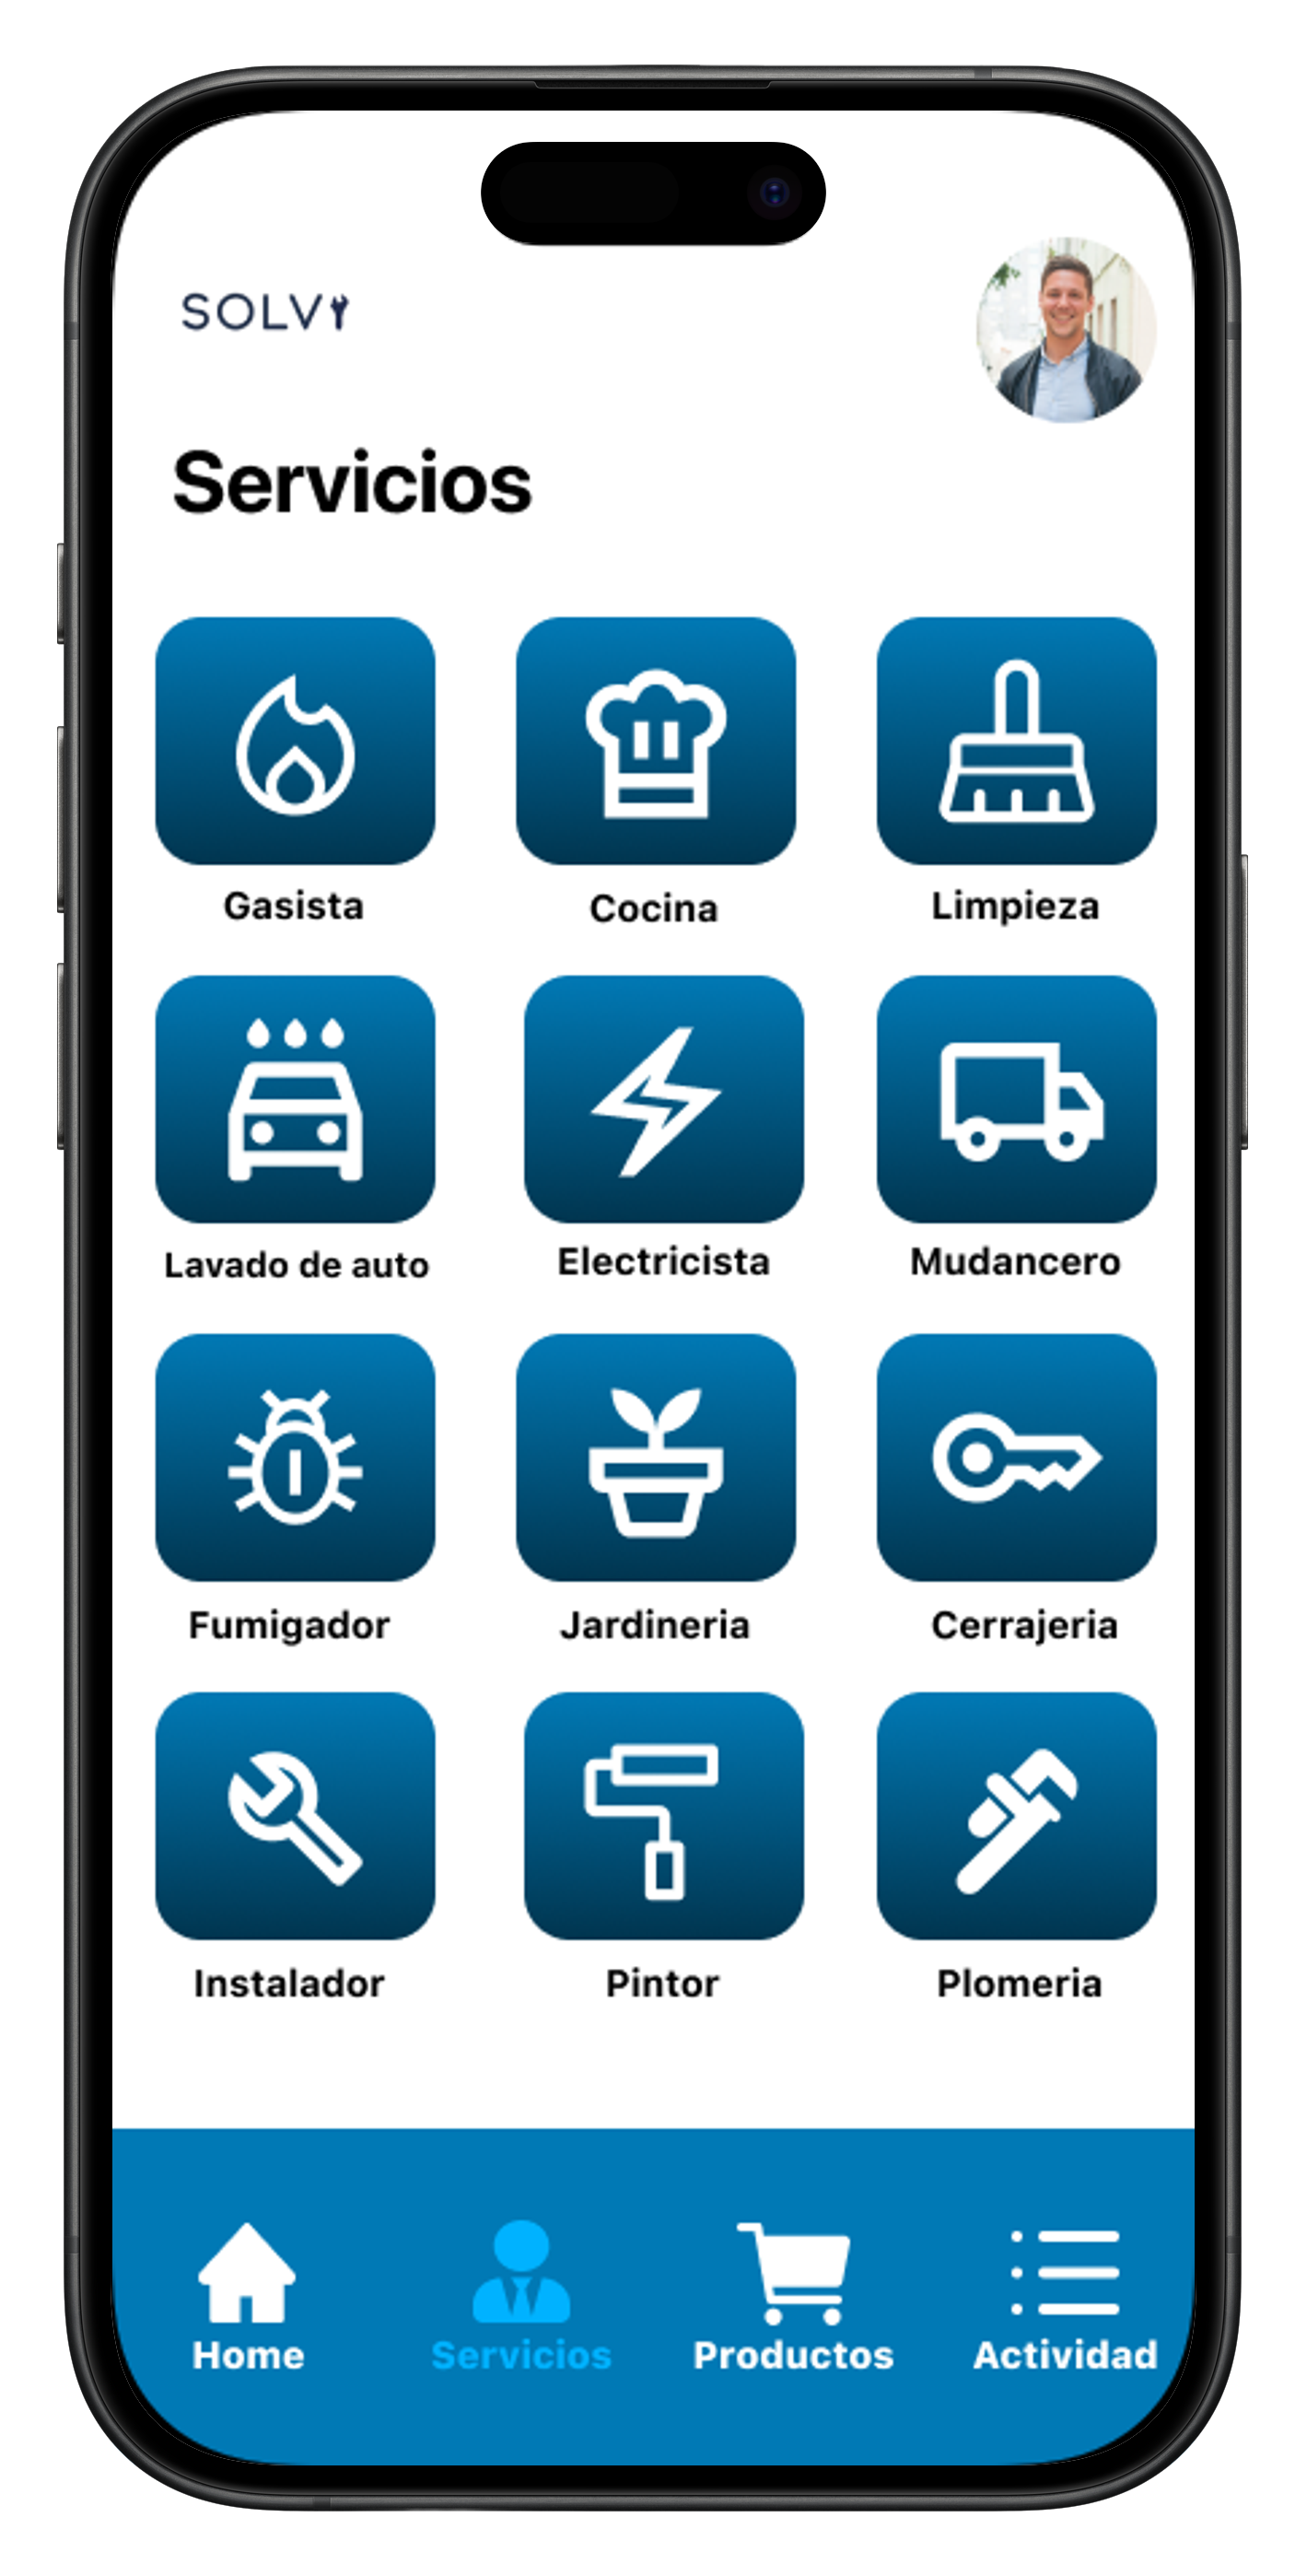 SOLV
Servicios
Gasista Cocina Limpieza
Lavado de auto Electricista Mudancero
Fumigador Jardineria Cerrajeria
Instalador Pintor Plomeria
Home Servicios Productos Actividad